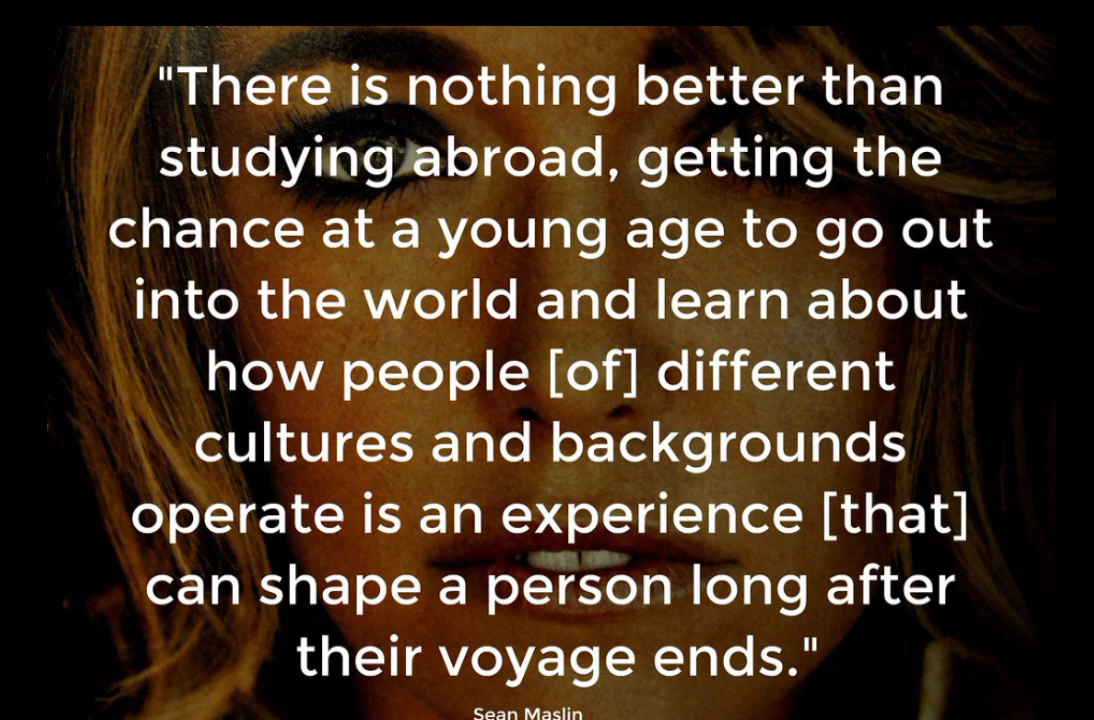 "There is nothing better than
studying abroad, getting the
chance at a young age to go out
into the world and learn about
how people [of] different
cultures and backgrounds
operate is an experience [that]
can shape a person long after
their voyage ends."
Sean Maslin